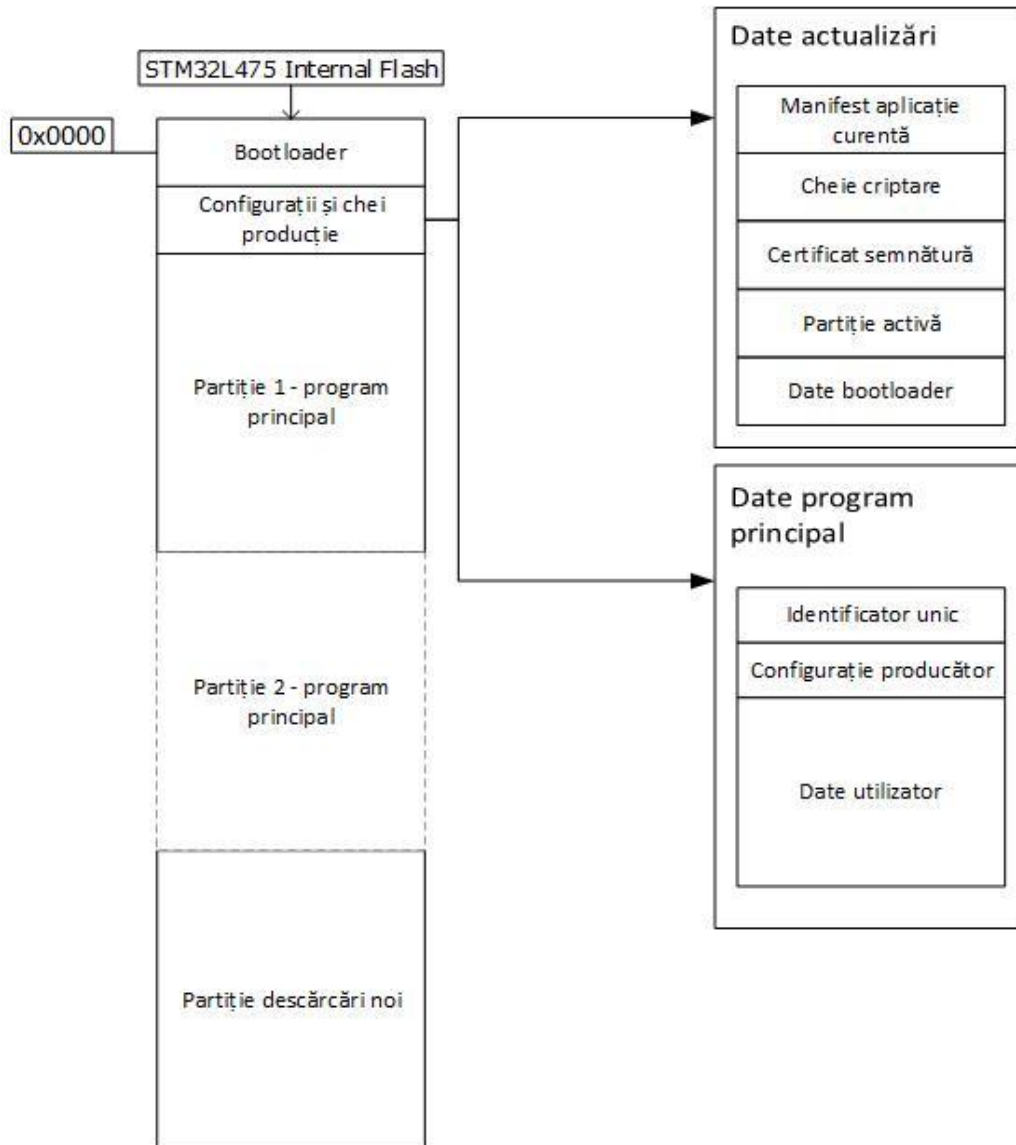 STM32L475 Internal Flash
0x0000
Bootloader
Configurații și chei
producție
Partiție 1 - program
principal
Partiție 2 - program
principal
Partiție descărcări noi
Date actualizări
Manifest aplicație
curentă
Cheie criptare
Certificat semnătură
Partiție activă
Date bootloader
Date program
principal
Identificator unic
Configurație producător
Date utilizator